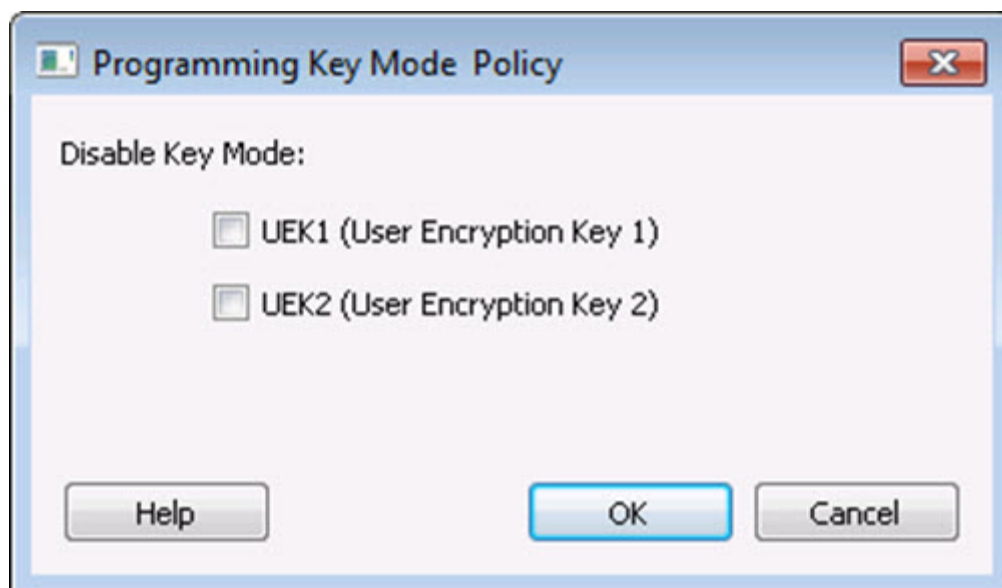 Programming Key Mode Policy
Disable Key Mode:
UEK1 (User Encryption Key 1)
UEK2 (User Encryption Key 2)
Help OK Cancel